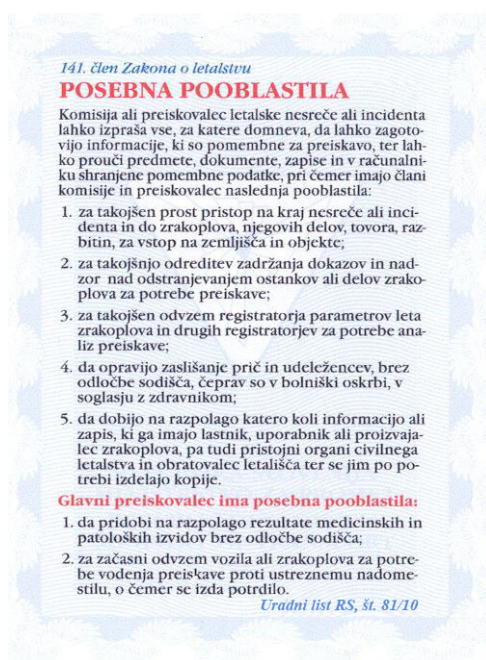 141. člen Zakona o letalstvu
POSEBNA POOBLASTILA
Komisija ali preiskovalec letalske nesreče ali incidenta
lahko izpraša vse, za katere domneva, da lahko zagoto-
vijo informacije, ki so pomembne za preiskavo, ter lah-
ko prouči predmete, dokumente, zapise in v računalni-
ku shranjene pomembne podatke, pri čemer imajo člani
komisije in preiskovalec naslednja pooblastila:
1. za takojšen prost pristop na kraj nesreče ali inci-
denta in do zrakoplova, njegovih delov, tovora, raz-
bitin, za vstop na zemljišča in objekte;
2. za takojšnjo odreditev zadržanja dokazov in nad-
zor nad odstranjevanjem ostankov ali delov zrako-
plova za potrebe preiskave;
3. za takojšen odvzem registratorja parametrov leta
zrakoplova in drugih registratorjev za potrebe ana-
liz preiskave;
4. da opravijo zaslišanje prič in udeležencev, brez
odločbe sodišča, čeprav so v bolniški oskrbi, v
soglasju z zdravnikom;
5. da dobijo na razpolago katero koli informacijo ali
zapis, ki ga imajo lastnik, uporabnik ali proizvaja-
lec zrakoplova, pa tudi pristojni organi civilnega
letalstva in obratovalec letališča ter se jim po po-
trebi izdelajo kopije.
Glavni preiskovalec ima posebna pooblastila:
1. da pridobi na razpolago rezultate medicinskih in
patoloških izvidov brez odločbe sodišča;
2. za začasni odvzem vozila ali zrakoplova za potre-
be vodenja preiskave proti ustreznemu nadome-
stilu, o čemer se izda potrdilo.
Uradni list RS, št. 81/10